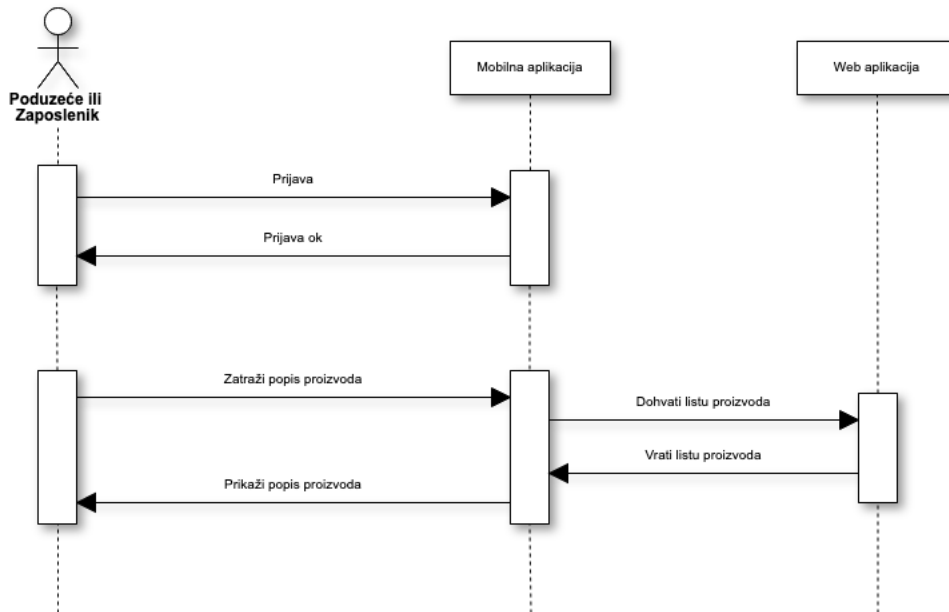 Poduzeće ili
Zaposlenik
Mobilna aplikacija
Web aplikacija
Prijava
Prijava ok
Zatraži popis proizvoda
Dohvati listu proizvoda
Vrati listu proizvoda
Prikaži popis proizvoda